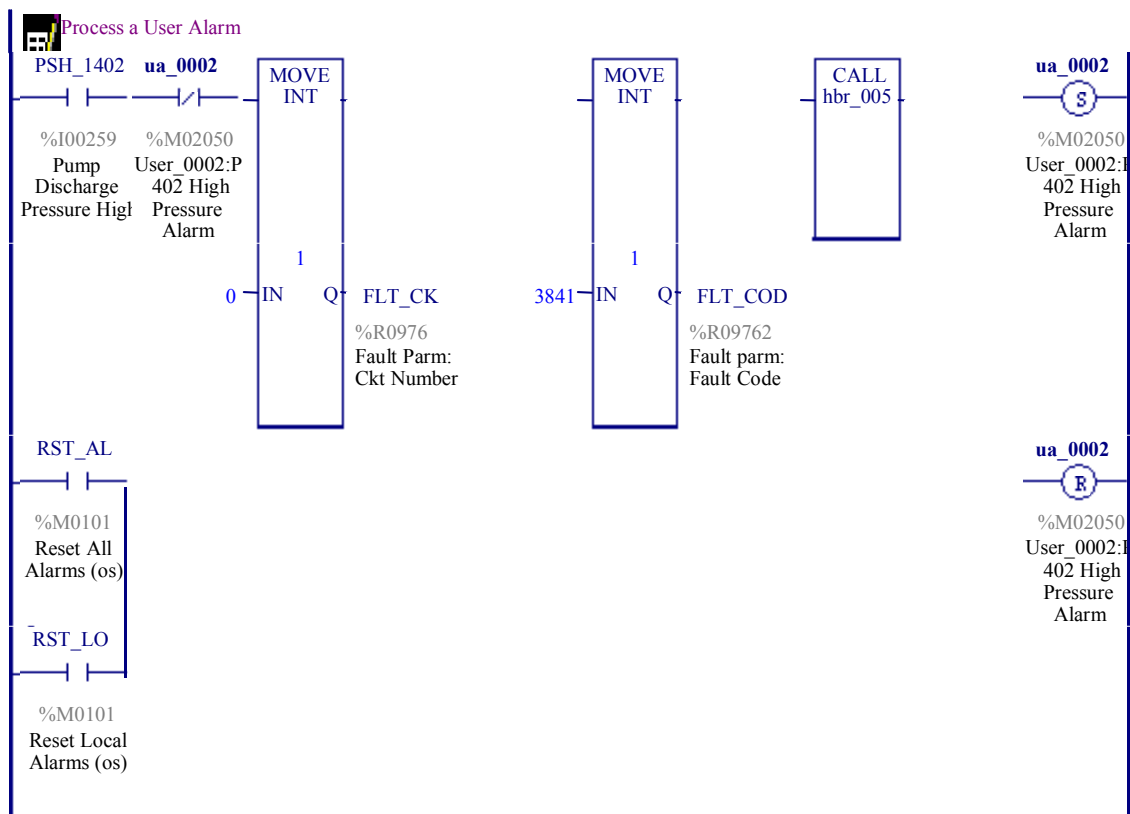 Process a User Alarm
PSH_1402 ua_0002
%I00259 %M02050
Pump
Discharge
Pressure High
User_0002:P
402 High
Pressure
Alarm
MOVE
INT
1
0 IN Q FLT_CK
%R0976
Fault Parm:
Ckt Number
MOVE
INT
1
3841 IN Q FLT_COD
%R09762
Fault parm:
Fault Code
CALL
hbr_005
ua_0002
S
%M02050
User_0002:P
402 High
Pressure
Alarm
RST_AL
%M0101
Reset All
Alarms (os)
ua_0002
R
%M02050
User_0002:P
402 High
Pressure
Alarm
RST_LO
%M0101
Reset Local
Alarms (os)